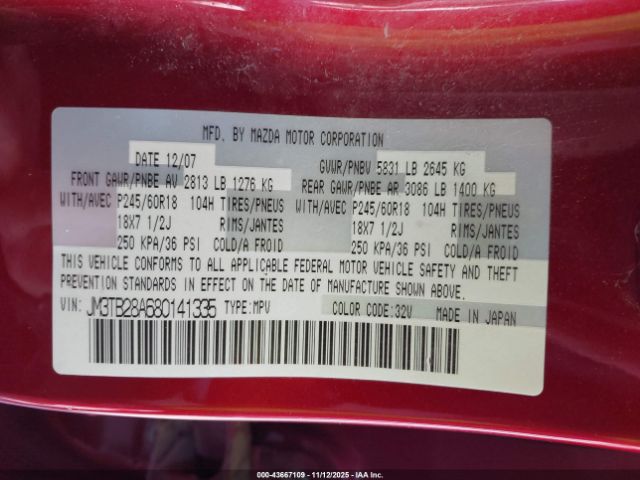 MFD. BY MAZDA MOTOR CORPORATION
DATE 12/07 GVWR/PNBV 5831 LB 2645 KG
FRONT GAWR/PNBE AV 2813 LB 1276 KG REAR GAWR/PNBE AR 3086 LB 1400 KG
WITH/AVEC P245/60R18 104H TIRES/PNEUS WITH/AVEC P245/60R18 104H TIRES/PNEUS
18X7 1/2J RIMS/JANTES 18X7 1/2J RIMS/JANTES
250 KPA/36 PSI COLD/A FROID 250 KPA/36 PSI COLD/A FROID
THIS VEHICLE CONFORMS TO ALL APPLICABLE FEDERAL MOTOR VEHICLE SAFETY AND THEFT
PREVENTION STANDARDS IN EFFECT ON THE DATE OF MANUFACTURE SHOWN ABOVE.
VIN: JM3TB28A680141335 TYPE:MPV COLOR CODE:32V MADE IN JAPAN
000-43667109 - 11/12/2025 - IAAI.com